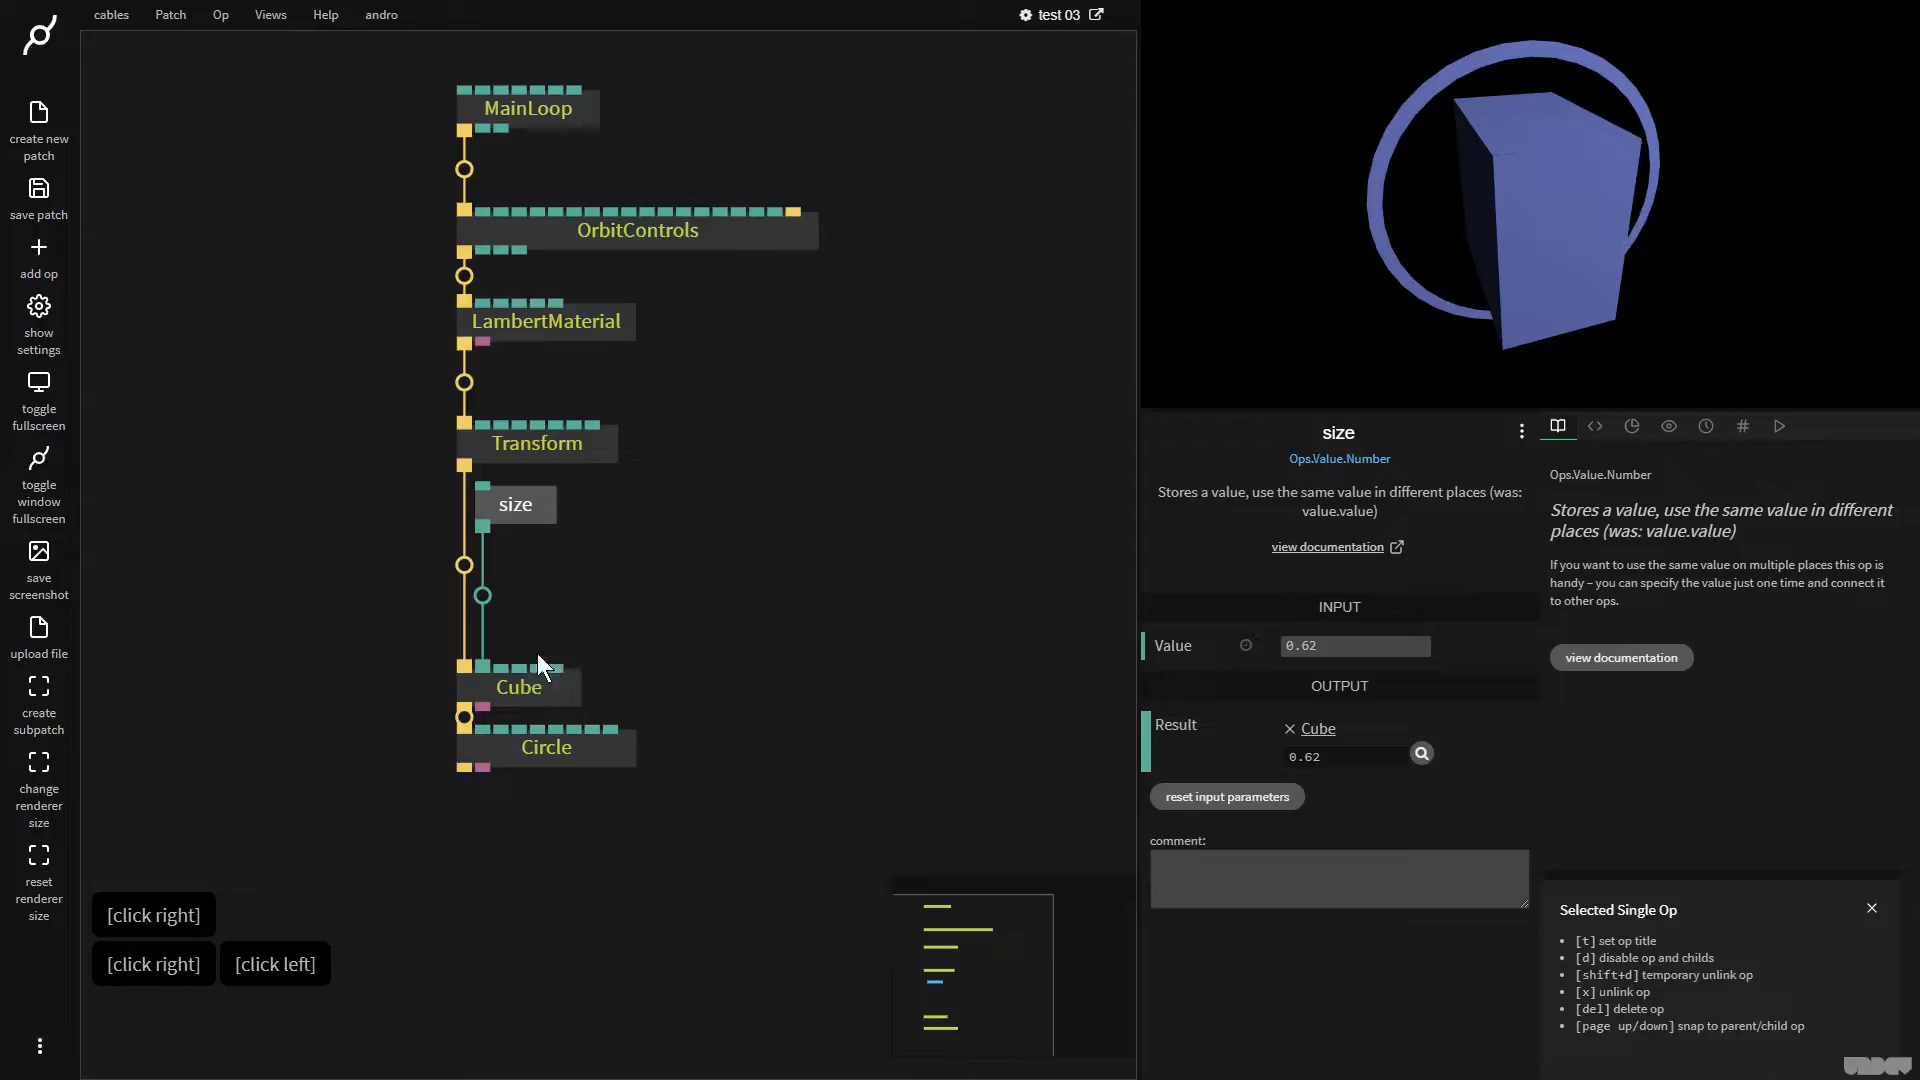 cables Patch Op Views Help andro
test 03
create new
patch
save patch
add op
show
settings
toggle
fullscreen
toggle
window
fullscreen
save
screenshot
upload file
create
subpatch
change
renderer
size
reset
renderer
size
MainLoop
OrbitControls
LambertMaterial
Transform
size
Cube
Circle
[click right]
[click right] [click left]
size
Ops.Value.Number
Stores a value, use the same value in different places (was:
value.value)
view documentation
INPUT
Value 0.62
OUTPUT
Result × Cube
0.62
reset input parameters
comment:
Ops.Value.Number
Stores a value, use the same value in different
places (was: value.value)
If you want to use the same value on multiple places this op is
handy – you can specify the value just one time and connect it
to other ops.
view documentation
Selected Single Op
• [t] set op title
• [d] disable op and childs
• [shift+d] temporary unlink op
• [x] unlink op
• [del] delete op
• [page up/down] snap to parent/child op